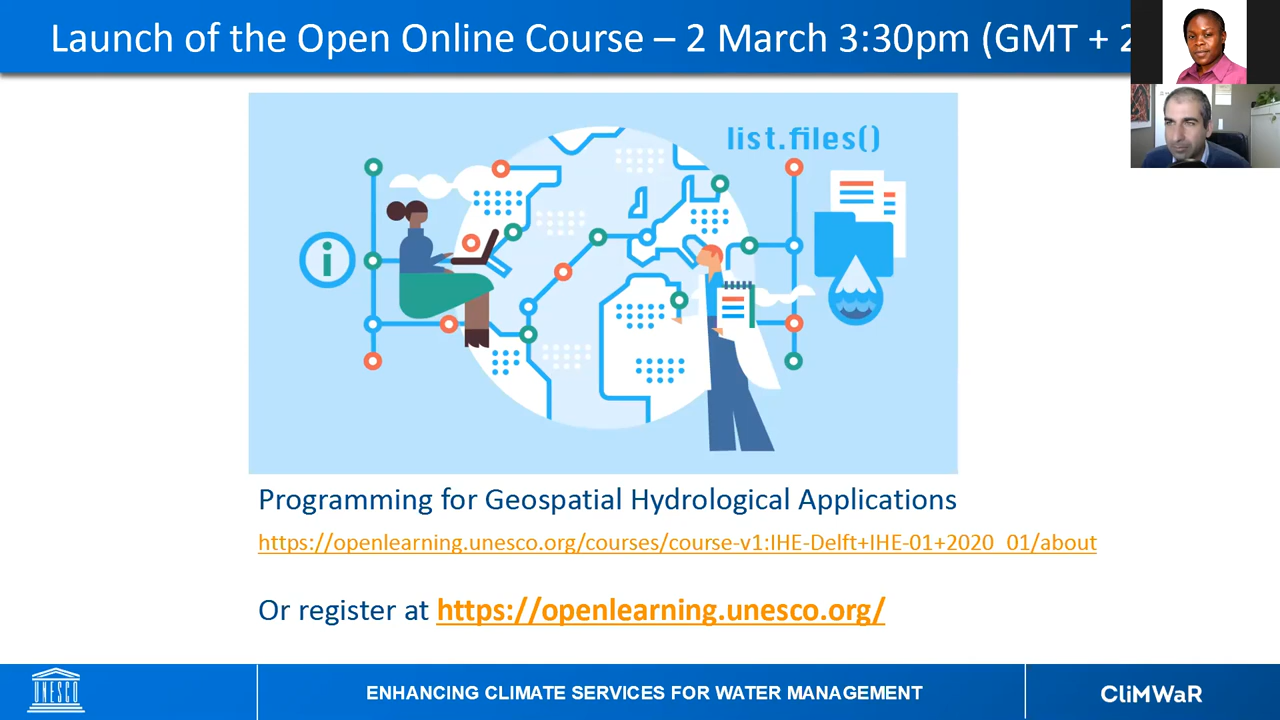 Launch of the Open Online Course – 2 March 3:30pm (GMT + 2
list.files()
i
Programming for Geospatial Hydrological Applications
https://openlearning.unesco.org/courses/course-v1:IHE-Delft+IHE-01+2020_01/about
Or register at https://openlearning.unesco.org/
UNESCO
ENHANCING CLIMATE SERVICES FOR WATER MANAGEMENT
CliMWaR